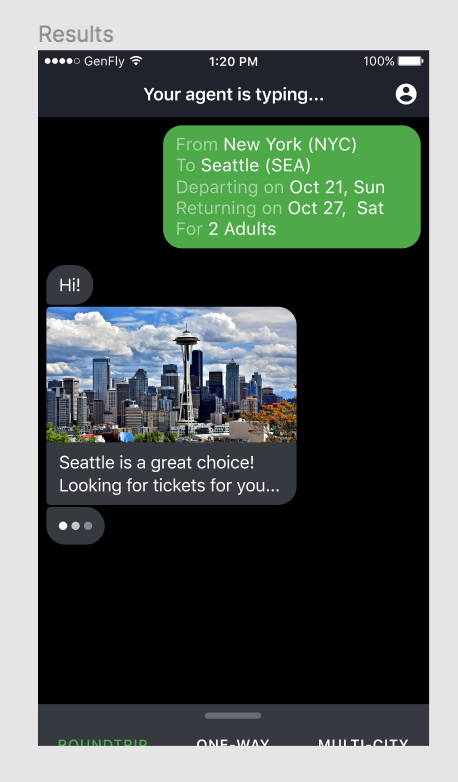 Results
GenFly 1:20 PM 100%
Your agent is typing...
From New York (NYC)
To Seattle (SEA)
Departing on Oct 21, Sun
Returning on Oct 27, Sat
For 2 Adults
Hi!
Seattle is a great choice!
Looking for tickets for you...
ROUNDTRIP ONE-WAY MULTI-CITY